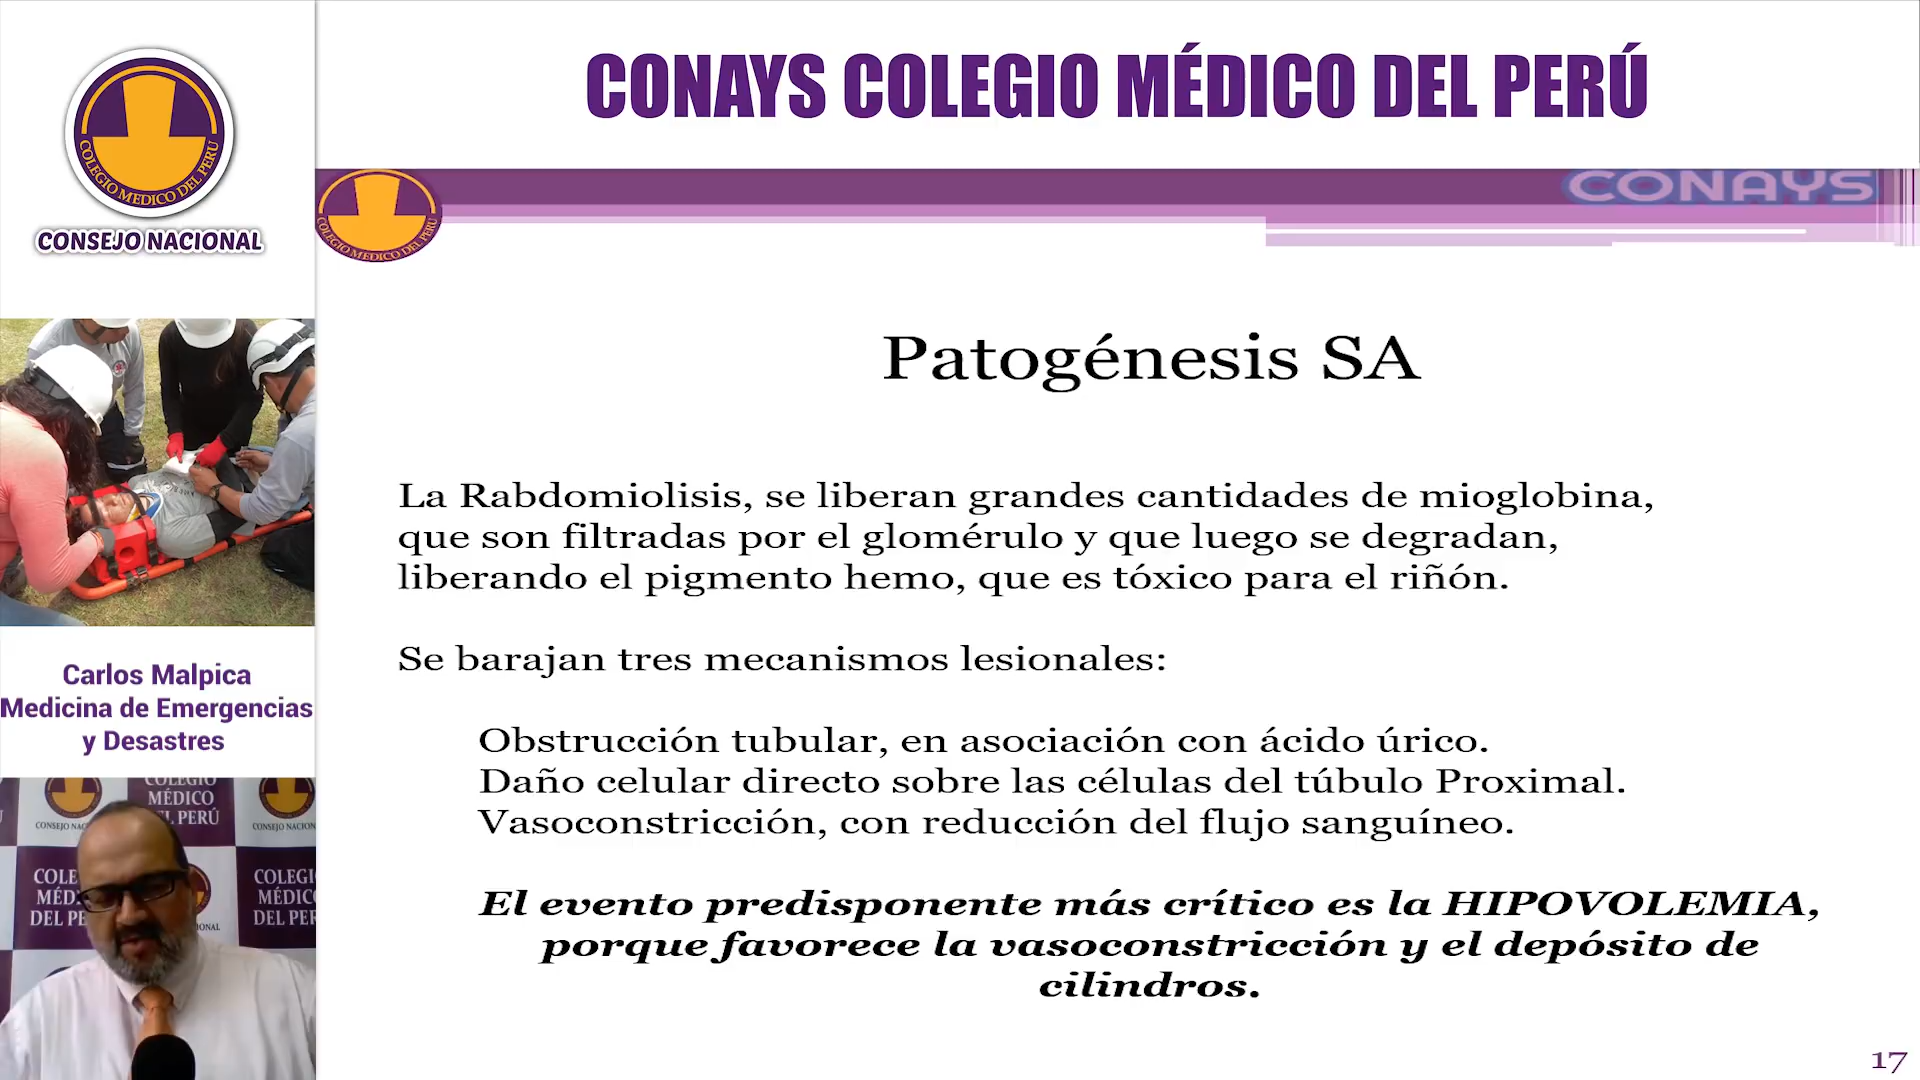 CONAYS COLEGIO MÉDICO DEL PERÚ
COLEGIO MEDICO DEL PERU
CONSEJO NACIONAL
CONAYS
COLEGIO MEDICO DEL PERU
Patogénesis SA
La Rabdomiolisis, se liberan grandes cantidades de mioglobina,
que son filtradas por el glomérulo y que luego se degradan,
liberando el pigmento hemo, que es tóxico para el riñón.
Se barajan tres mecanismos lesionales:
Obstrucción tubular, en asociación con ácido úrico.
Daño celular directo sobre las células del túbulo Proximal.
Vasoconstricción, con reducción del flujo sanguíneo.
El evento predisponente más crítico es la HIPOVOLEMIA,
porque favorece la vasoconstricción y el depósito de
cilindros.
17
Carlos Malpica
Medicina de Emergencias
y Desastres
COLEGIO
MÉDICO
DEL PERÚ